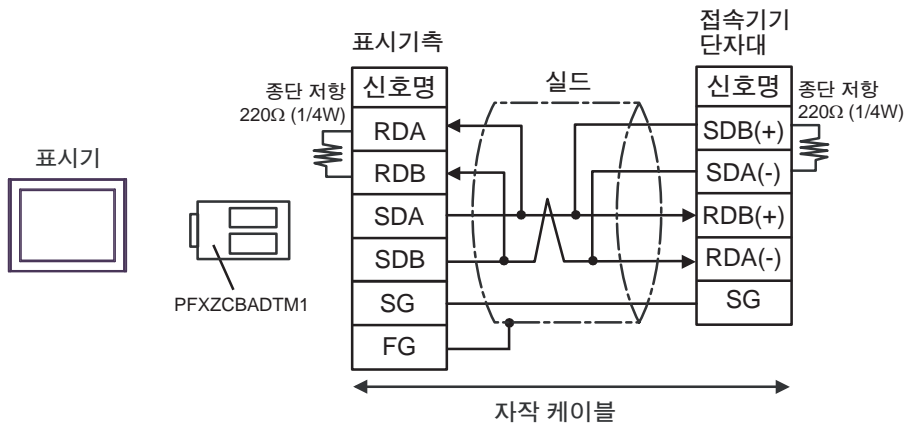 접속기기
단자대
표시기측
실드
종단 저항
220Ω (1/4W)
신호명
RDA
RDB
SDA
SDB
SG
FG
신호명
SDB(+)
SDA(-)
RDB(+)
RDA(-)
SG
종단 저항
220Ω (1/4W)
표시기
PFXZCBADTM1
자작 케이블